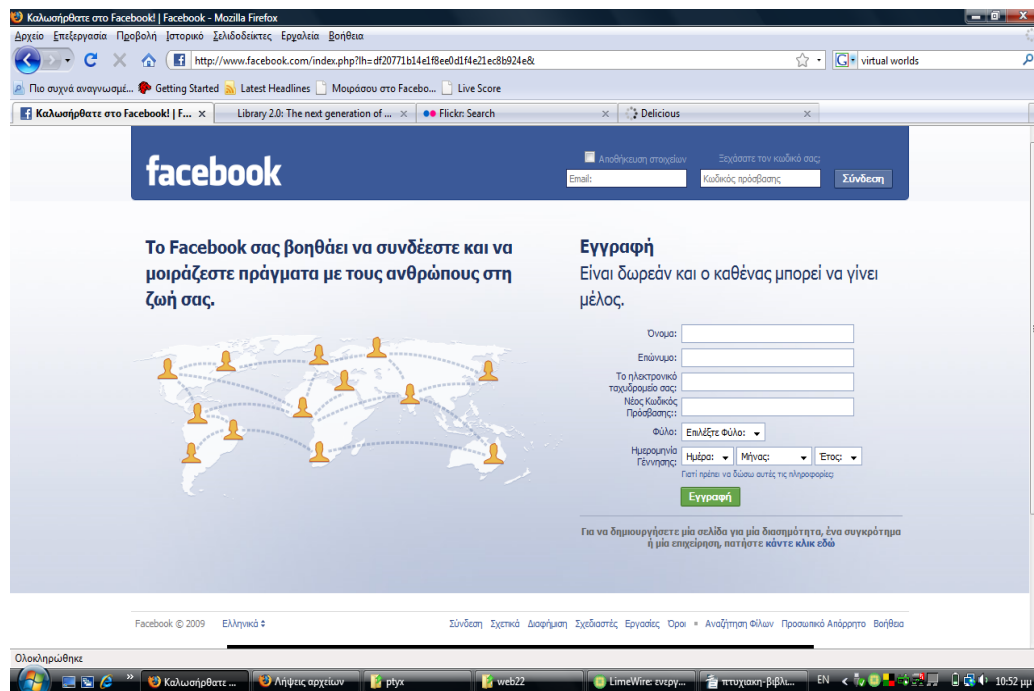 Καλωσήρθατε στο Facebook! | Facebook - Mozilla Firefox
Αρχείο Επεξεργασία Προβολή Ιστορικό Σελιδοδείκτες Εργαλεία Βοήθεια
http://www.facebook.com/index.php?lh=df20771b14e1f8ee0d1f4e21ec8b924e& virtual worlds
Πιο συχνά αναγνωσμέ... Getting Started Latest Headlines Μοιράσου στο Facebo... Live Score
Καλωσήρθατε στο Facebook! | F... Library 2.0: The next generation of ... Flickr: Search Delicious
Αποθήκευση στοιχείων Ξεχάσατε τον κωδικό σας;
facebook
Email: Κωδικός πρόσβασης Σύνδεση
Το Facebook σας βοηθάει να συνδέεστε και να
μοιράζεστε πράγματα με τους ανθρώπους στη
ζωή σας.
Εγγραφή
Είναι δωρεάν και ο καθένας μπορεί να γίνει
μέλος.
Όνομα:
Επώνυμο:
Το ηλεκτρονικό
ταχυδρομείο σας:
Νέος Κωδικός
Πρόσβασης::
Φύλο: Επιλέξτε Φύλο:
Ημερομηνία
Γέννησης: Ημέρα: Μήνας: Έτος:
Γιατί πρέπει να δώσω αυτές τις πληροφορίες;
Εγγραφή
Για να δημιουργήσετε μία σελίδα για μία διασημότητα, ένα συγκρότημα
ή μία επιχείρηση, πατήστε κάντε κλικ εδώ
Facebook © 2009 Ελληνικά Σύνδεση Σχετικά Διαφήμιση Σχεδιαστές Εργασίες Όροι Αναζήτηση Φίλων Προσωπικό Απόρρητο Βοήθεια
Ολοκληρώθηκε
Καλωσήρθατε ... Λήψεις αρχείων ptyx web22 LimeWire: ενεργ... πτυχιακη-βιβλι... EN 10:52 μμ